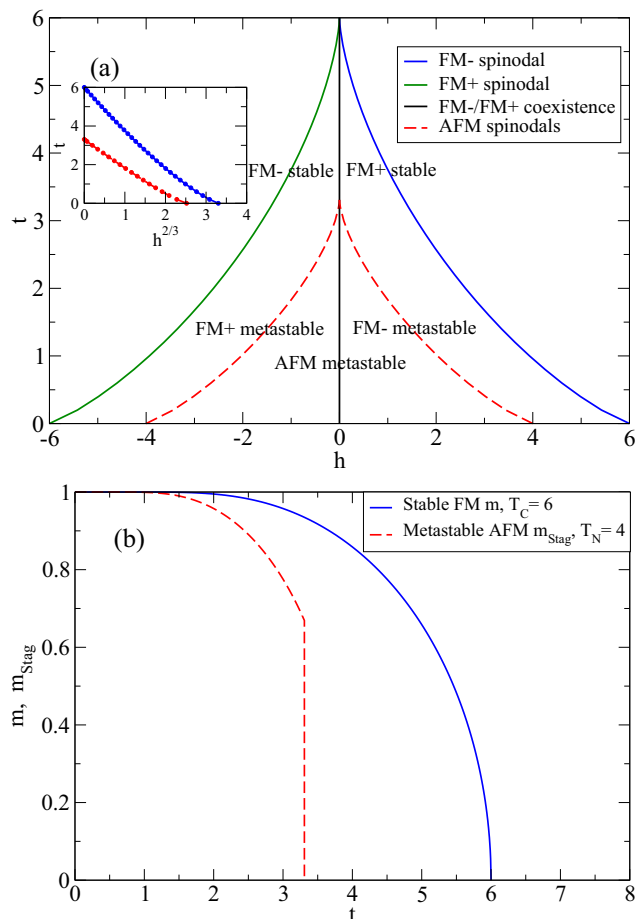 6
5
4
3
2
1
0
t
(a)
6
4
2
0
t
0 1 2 3 4
h^{2/3}
FM- spinodal
FM+ spinodal
FM-/FM+ coexistence
AFM spinodals
FM- stable
FM+ stable
FM+ metastable
FM- metastable
AFM metastable
-6 -4 -2 0 2 4 6
h
(b)
Stable FM m, T_C= 6
Metastable AFM m_{Stag}, T_N= 4
1
0.8
0.6
0.4
0.2
0
m, m_{Stag}
0 1 2 3 4 5 6 7 8
t